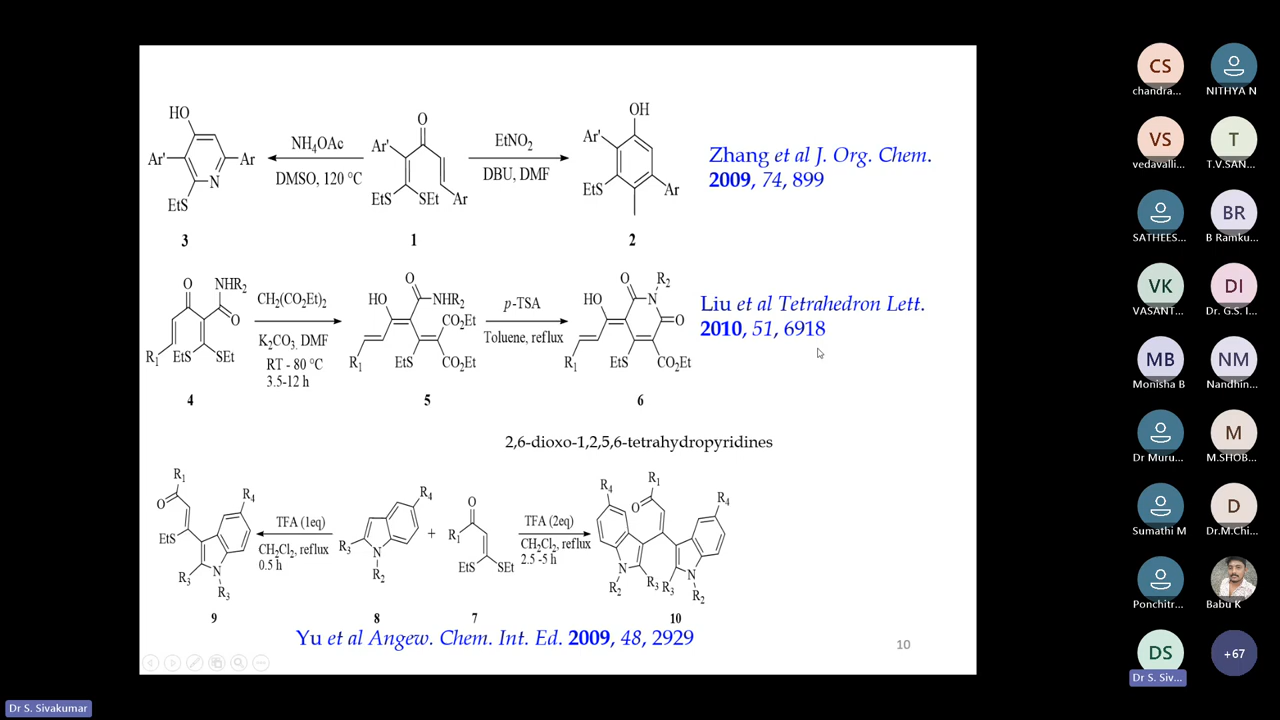 HO
Ar'
Ar
N
EtS
3
NH4OAc
DMSO, 120 °C
O
Ar'
EtS
SEt
Ar
1
EtNO2
DBU, DMF
OH
Ar'
EtS
Ar
2
Zhang et al J. Org. Chem.
2009, 74, 899
O
NHR2
O
R1
EtS
SEt
4
CH2(CO2Et)2
K2CO3, DMF
RT - 80 °C
3.5-12 h
O
HO
NHR2
CO2Et
R1
EtS
CO2Et
5
p-TSA
Toluene, reflux
O
R2
HO
N
O
R1
EtS
CO2Et
6
Liu et al Tetrahedron Lett.
2010, 51, 6918
2,6-dioxo-1,2,5,6-tetrahydropyridines
R1
O
R4
EtS
R3
N
R3
9
TFA (1eq)
CH2Cl2, reflux
0.5 h
R4
R3
N
R2
8
+
O
R1
EtS
SEt
7
TFA (2eq)
CH2Cl2, reflux
2.5 -5 h
R1
R4
O
R4
N
R3
R3
N
R2
R2
10
Yu et al Angew. Chem. Int. Ed. 2009, 48, 2929
10
CS
chandra...
NITHYA N
VS
vedavalli...
T
T.V.SAN...
SATHEES...
BR
B Ramku...
VK
VASANT...
DI
Dr. G.S. I...
MB
Monisha B
NM
Nandhin...
Dr Muru...
M
M.SHOB...
Sumathi M
D
Dr.M.Chi...
Ponchitr...
Babu K
DS
Dr S. Siv...
+67
Dr S. Sivakumar